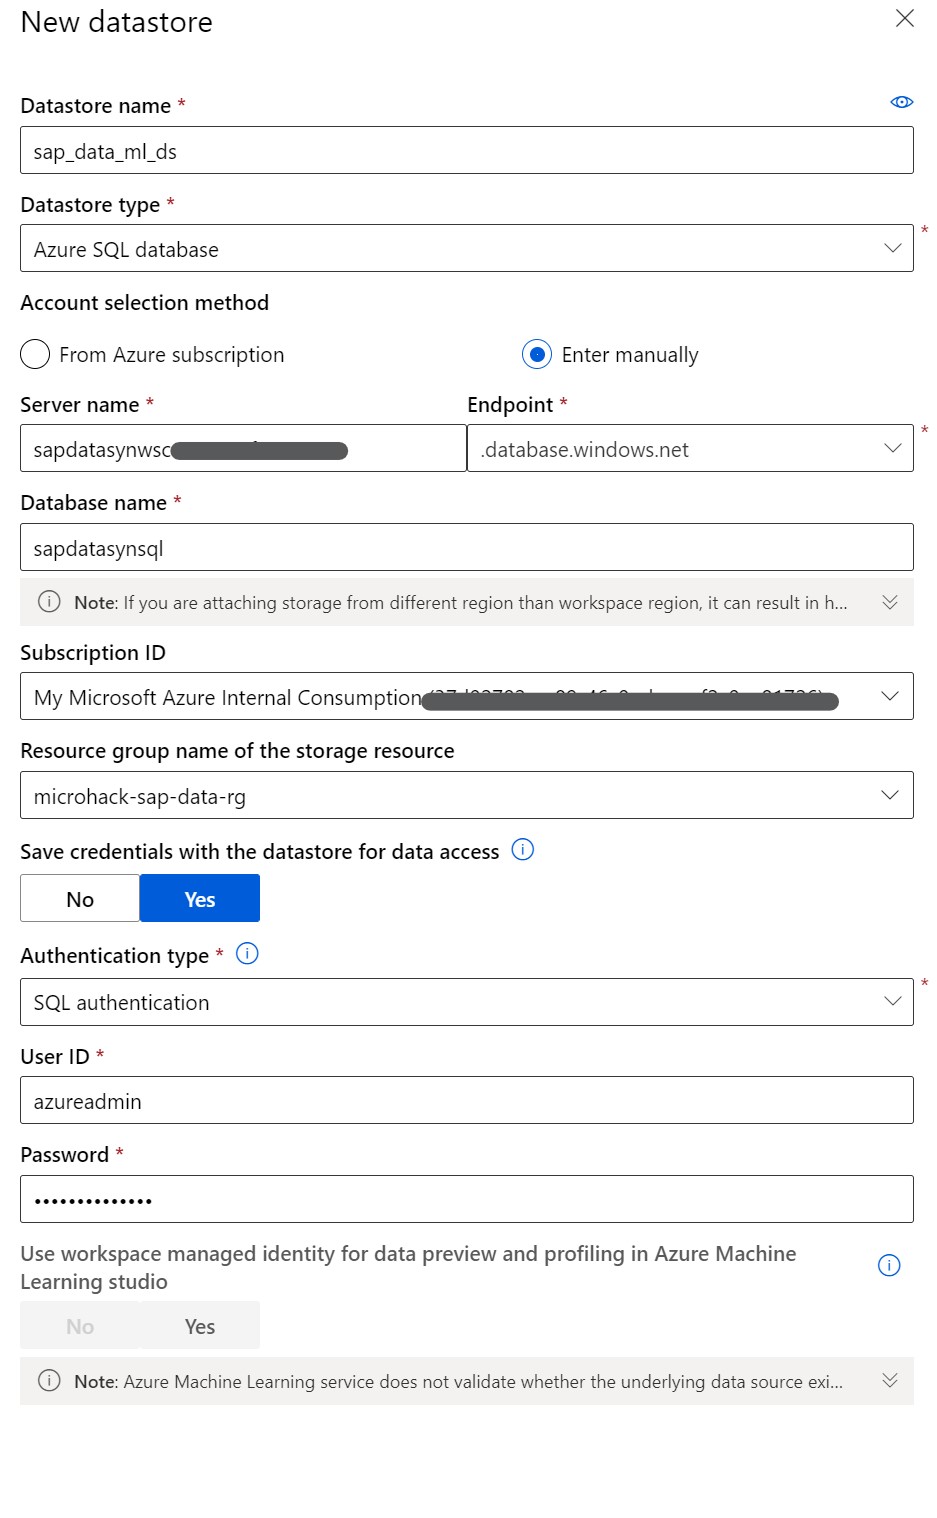 New datastore
Datastore name *
sap_data_ml_ds
Datastore type *
Azure SQL database
*
Account selection method
From Azure subscription
Enter manually
Server name *
Endpoint *
sapdatasynwsc
.database.windows.net
*
Database name *
sapdatasynsql
Note: If you are attaching storage from different region than workspace region, it can result in h...
Subscription ID
My Microsoft Azure Internal Consumption
Resource group name of the storage resource
microhack-sap-data-rg
Save credentials with the datastore for data access
No
Yes
Authentication type *
SQL authentication
*
User ID *
azureadmin
Password *
••••••••••••••
Use workspace managed identity for data preview and profiling in Azure Machine
Learning studio
No
Yes
Note: Azure Machine Learning service does not validate whether the underlying data source exi...